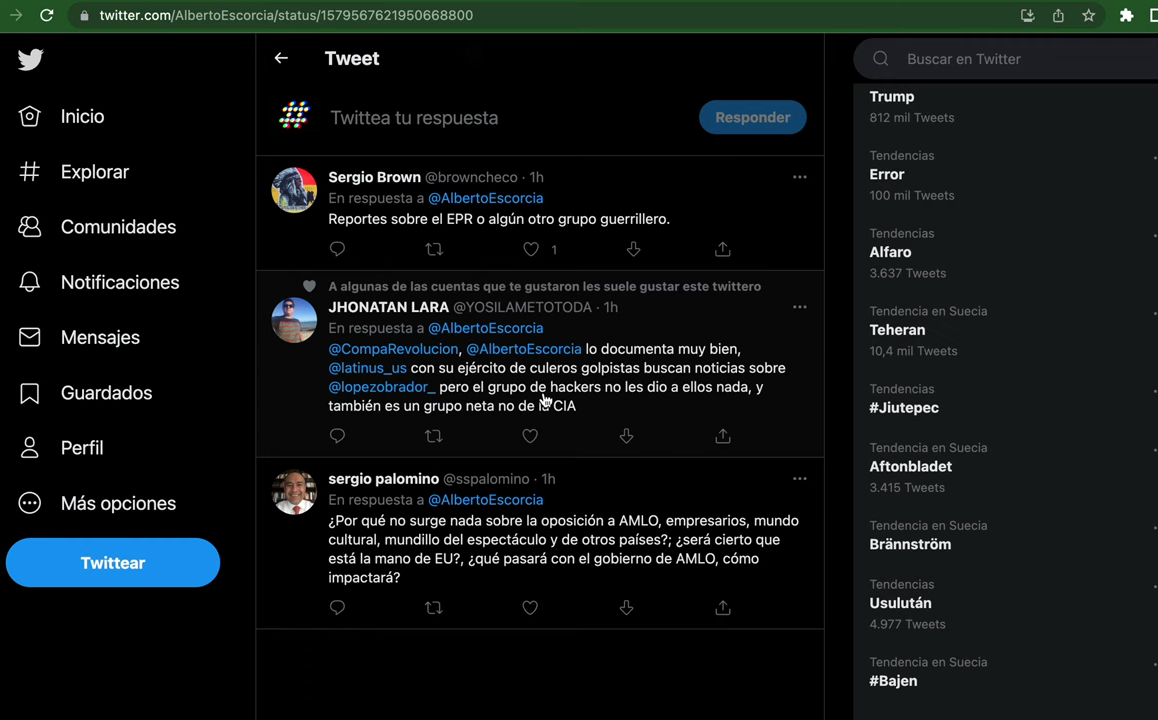 twitter.com/AlbertoEscorcia/status/1579567621950668800
Inicio
Explorar
Comunidades
Notificaciones
Mensajes
Guardados
Perfil
Más opciones
Twittear
Tweet
Twittea tu respuesta
Responder
Sergio Brown @browncheco · 1h
En respuesta a @AlbertoEscorcia
Reportes sobre el EPR o algún otro grupo guerrillero.
1
A algunas de las cuentas que te gustaron les suele gustar este twittero
JHONATAN LARA @YOSILAMETOTODA · 1h
En respuesta a @AlbertoEscorcia
@CompaRevolucion, @AlbertoEscorcia lo documenta muy bien,
@latinus_us con su ejército de culeros golpistas buscan noticias sobre
@lopezobrador_ pero el grupo de hackers no les dio a ellos nada, y
también es un grupo neta no de la CIA
sergio palomino @sspalomino · 1h
En respuesta a @AlbertoEscorcia
¿Por qué no surge nada sobre la oposición a AMLO, empresarios, mundo
cultural, mundillo del espectáculo y de otros países?; ¿será cierto que
está la mano de EU?, ¿qué pasará con el gobierno de AMLO, cómo
impactará?
Buscar en Twitter
Trump
812 mil Tweets
Tendencias
Error
100 mil Tweets
Tendencias
Alfaro
3.637 Tweets
Tendencia en Suecia
Teheran
10,4 mil Tweets
Tendencias
#Jiutepec
Tendencia en Suecia
Aftonbladet
3.415 Tweets
Tendencia en Suecia
Brännström
Tendencias
Usulután
4.977 Tweets
Tendencia en Suecia
#Bajen